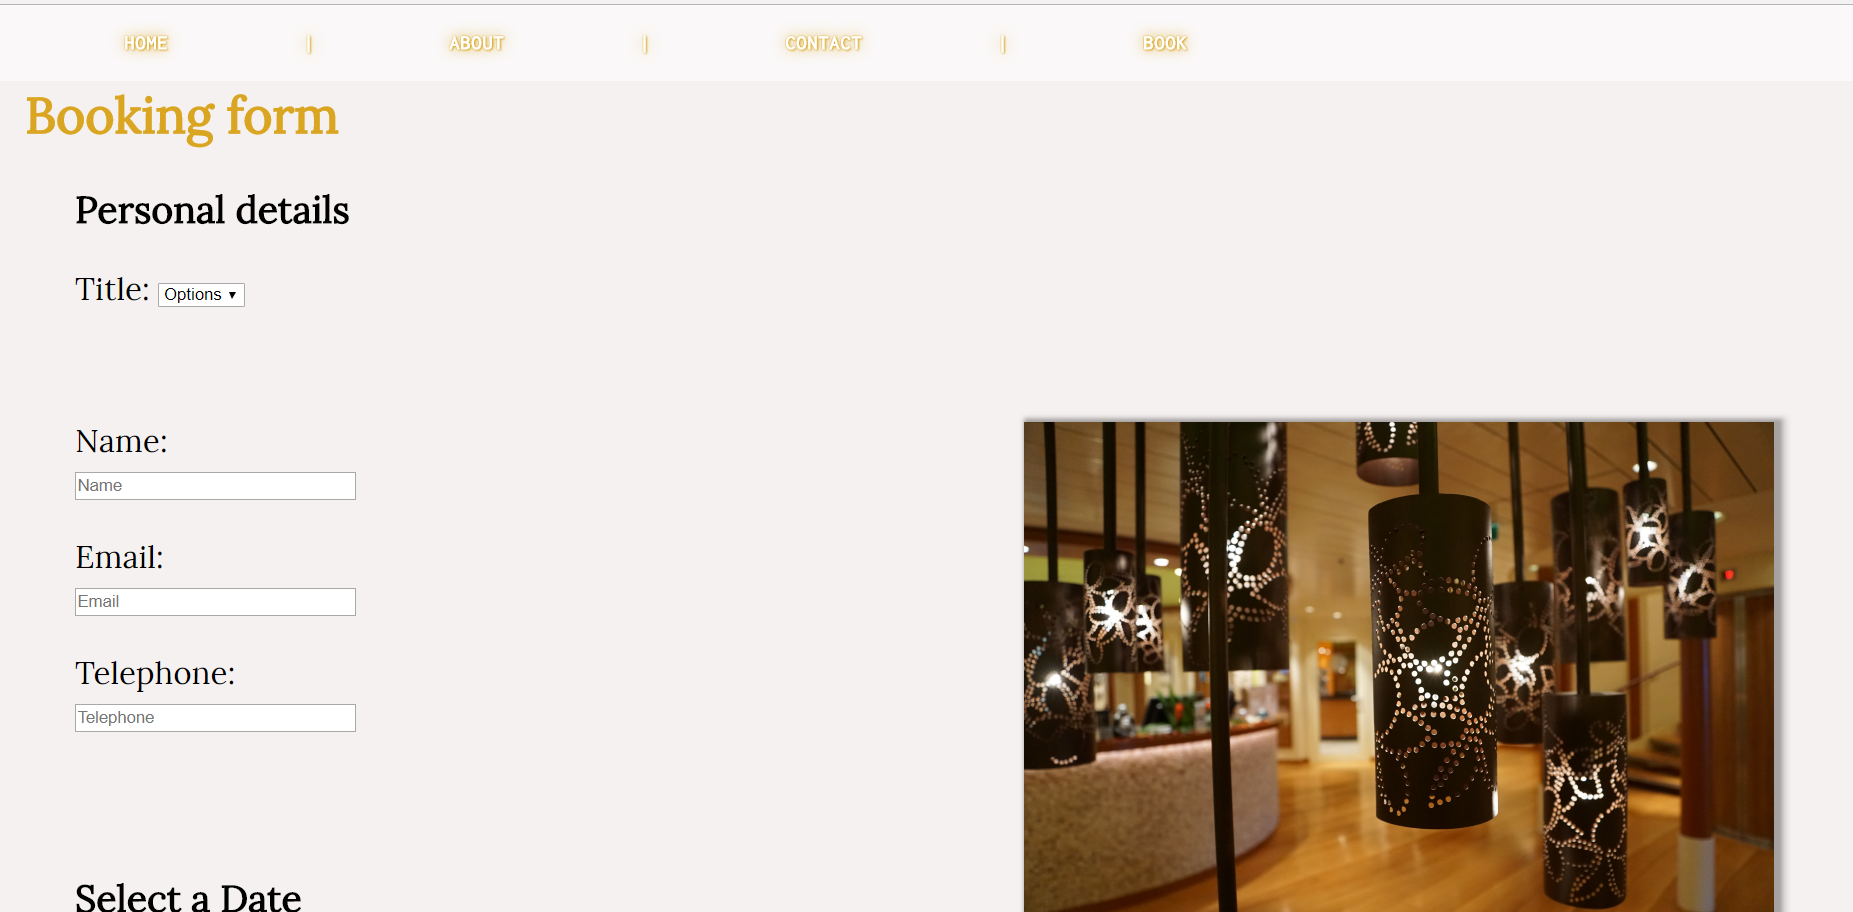 HOME | ABOUT | CONTACT | BOOK
Booking form
Personal details
Title: Options ▾
Name:
Name
Email:
Email
Telephone:
Telephone
Select a Date